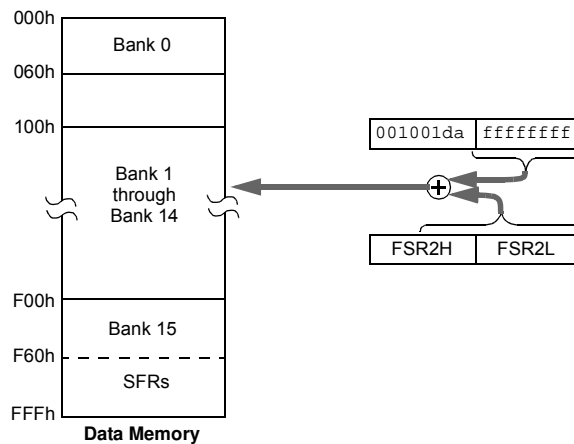 000h
Bank 0
060h
100h
001001da ffffffff
Bank 1
through
Bank 14
FSR2H FSR2L
F00h
Bank 15
F60h
SFRs
FFFh
Data Memory